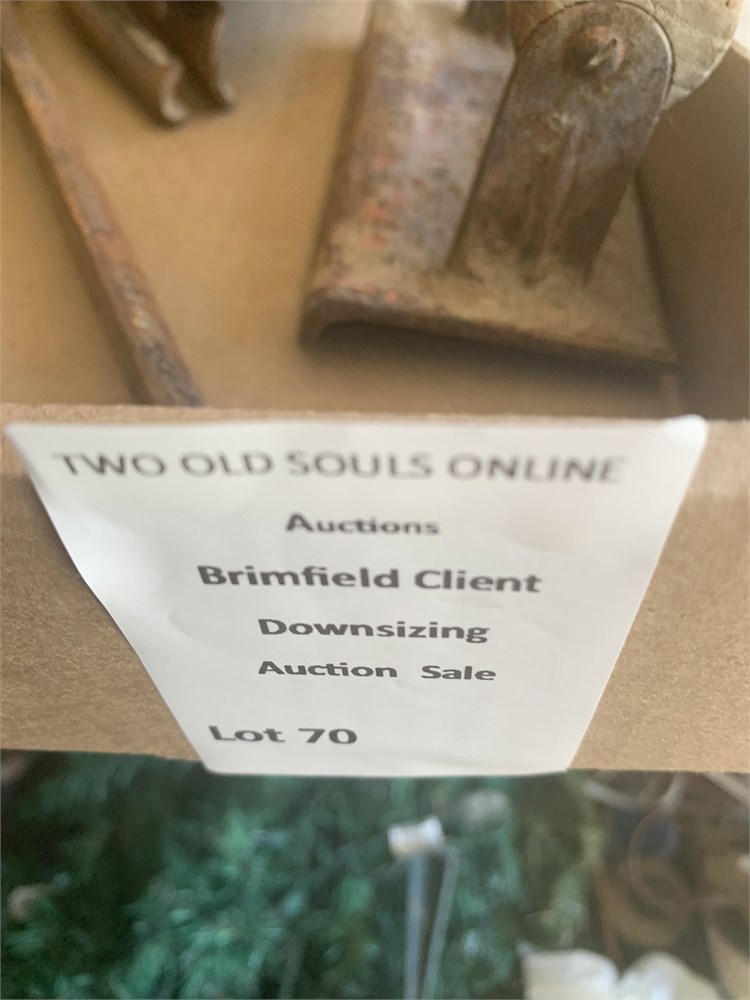 TWO OLD SOULS ONLINE
Auctions
Brimfield Client
Downsizing
Auction Sale
Lot 70